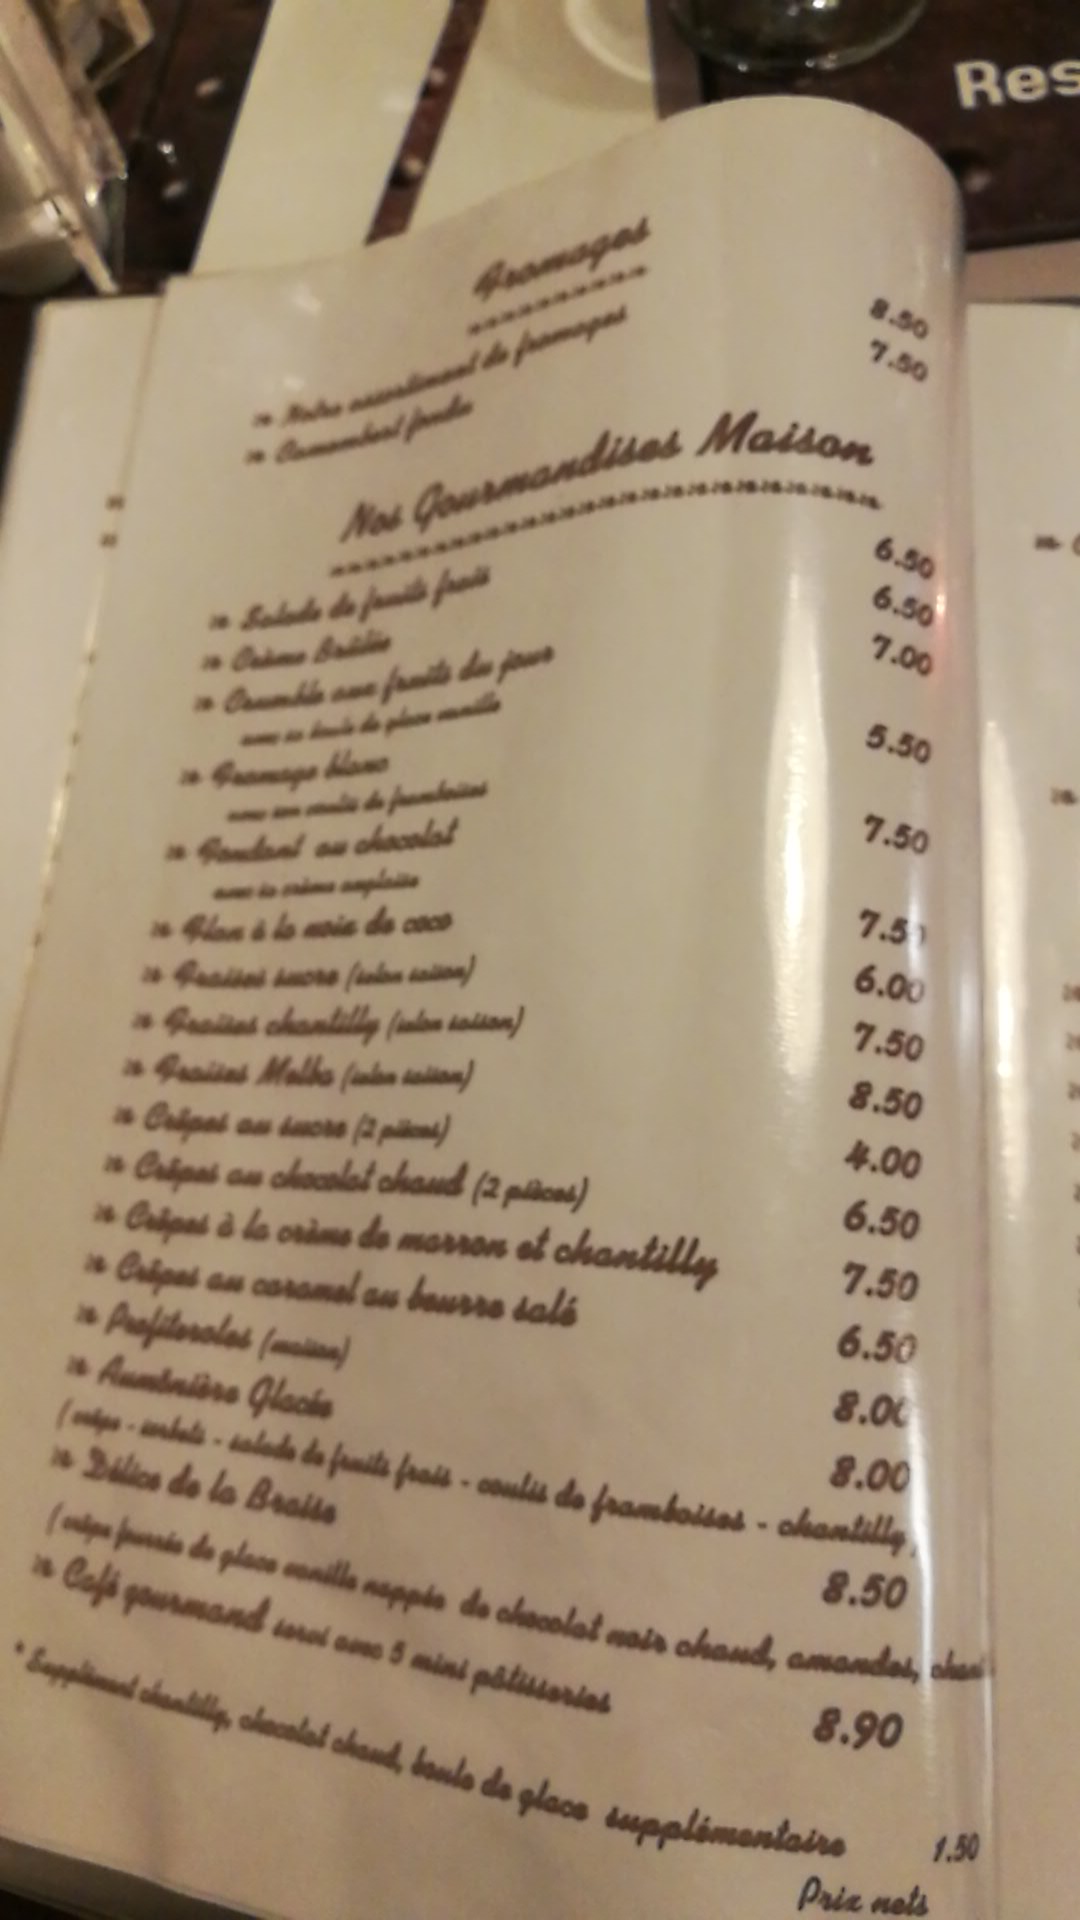 Res
Fromages
Notre assortiment de fromages 8.50
Camembert fondu 7.50
Nos Gourmandises Maison
Salade de fruits frais 6.50
Crème Brûlée 6.50
Crumble aux fruits du jour 7.00
avec sa boule de glace vanille
Fromage blanc 5.50
avec son coulis de framboises
Fondant au chocolat 7.50
avec sa crème anglaise
Flan à la noix de coco 7.50
Fraises sucre (selon saison) 6.00
Fraises chantilly (selon saison) 7.50
Fraises Melba (selon saison) 8.50
Crêpes au sucre (2 pièces) 4.00
Crêpes au chocolat chaud (2 pièces) 6.50
Crêpes à la crème de marron et chantilly 7.50
Crêpes au caramel au beurre salé 6.50
Profiteroles (maison) 8.00
Aumônière Glacée 8.00
(crêpe - sorbets - salade de fruits frais - coulis de framboises - chantilly)
Délice de la Braise 8.50
(crêpe fourrée de glace vanille nappée de chocolat noir chaud, amandes, chant
Café gourmand servi avec 5 mini pâtisseries 8.90
* Supplément chantilly, chocolat chaud, boule de glace supplémentaire 1.50
Prix nets